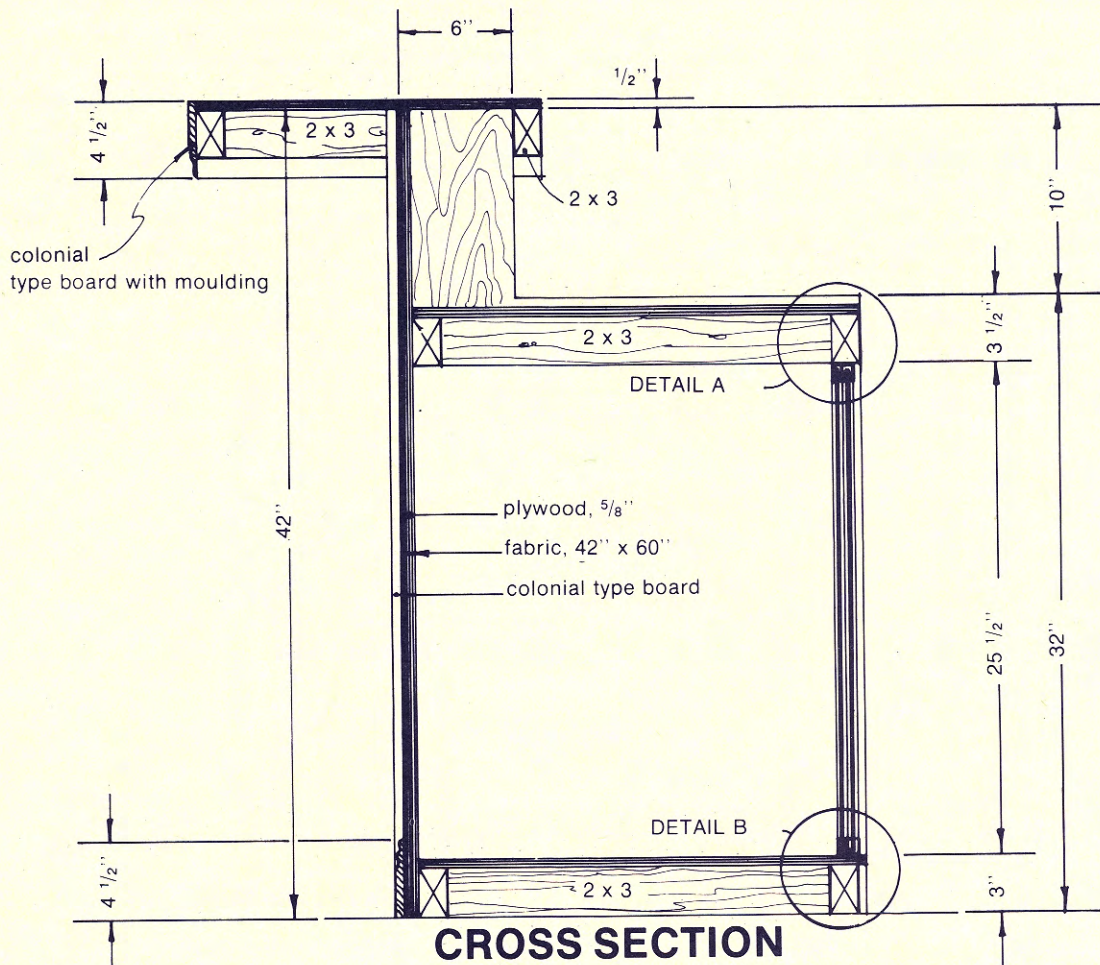 6"
1/2"
4 1/2"
2 x 3
2 x 3
10"
colonial
type board with moulding
3 1/2"
2 x 3
DETAIL A
42"
plywood, 5/8"
fabric, 42" x 60"
colonial type board
25 1/2"
32"
DETAIL B
4 1/2"
2 x 3
3"
CROSS SECTION